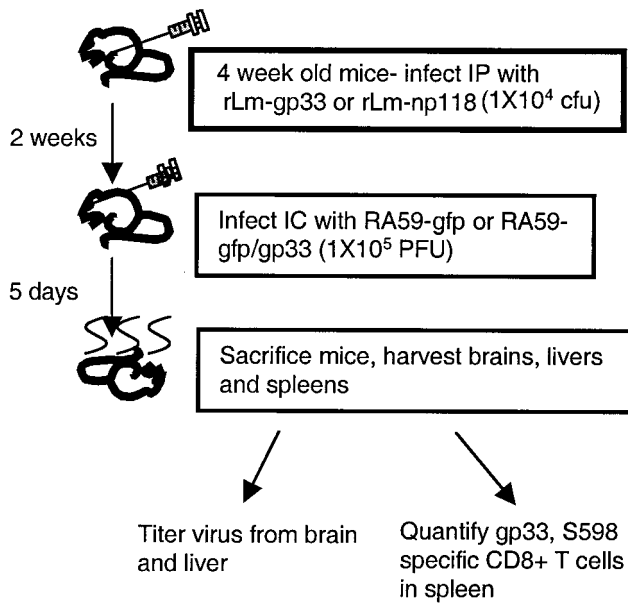 4 week old mice- infect IP with
rLm-gp33 or rLm-np118 (1X10⁴ cfu)
2 weeks
Infect IC with RA59-gfp or RA59-
gfp/gp33 (1X10⁵ PFU)
5 days
Sacrifice mice, harvest brains, livers
and spleens
Titer virus from brain
and liver
Quantify gp33, S598
specific CD8+ T cells
in spleen